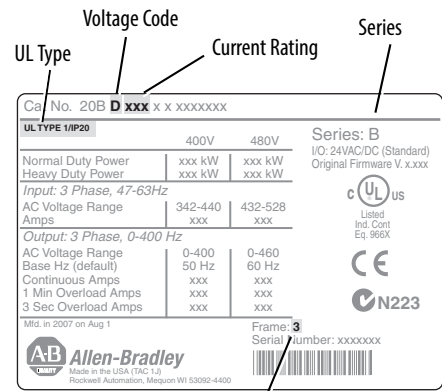 Voltage Code
UL Type
Current Rating
Series
Cat No. 20B D xxx x x xxxxxxx
UL TYPE 1/IP20
400V 480V
Normal Duty Power xxx kW xxx kW
Heavy Duty Power xxx kW xxx kW
Input: 3 Phase, 47-63Hz
AC Voltage Range 342-440 432-528
Amps xxx xxx
Output: 3 Phase, 0-400 Hz
AC Voltage Range 0-400 0-460
Base Hz (default) 50 Hz 60 Hz
Continuous Amps xxx xxx
1 Min Overload Amps xxx xxx
3 Sec Overload Amps xxx xxx
Mfd. in 2007 on Aug 1
Series: B
I/O: 24VAC/DC (Standard)
Original Firmware V. x.xxx
C UL US
Listed
Ind. Cont
Eq. 966X
CE
N223
Frame: 3
Serial Number: xxxxxxx
AB Allen-Bradley
Made in the USA (TAC 1J)
Rockwell Automation, Mequon WI 53092-4400